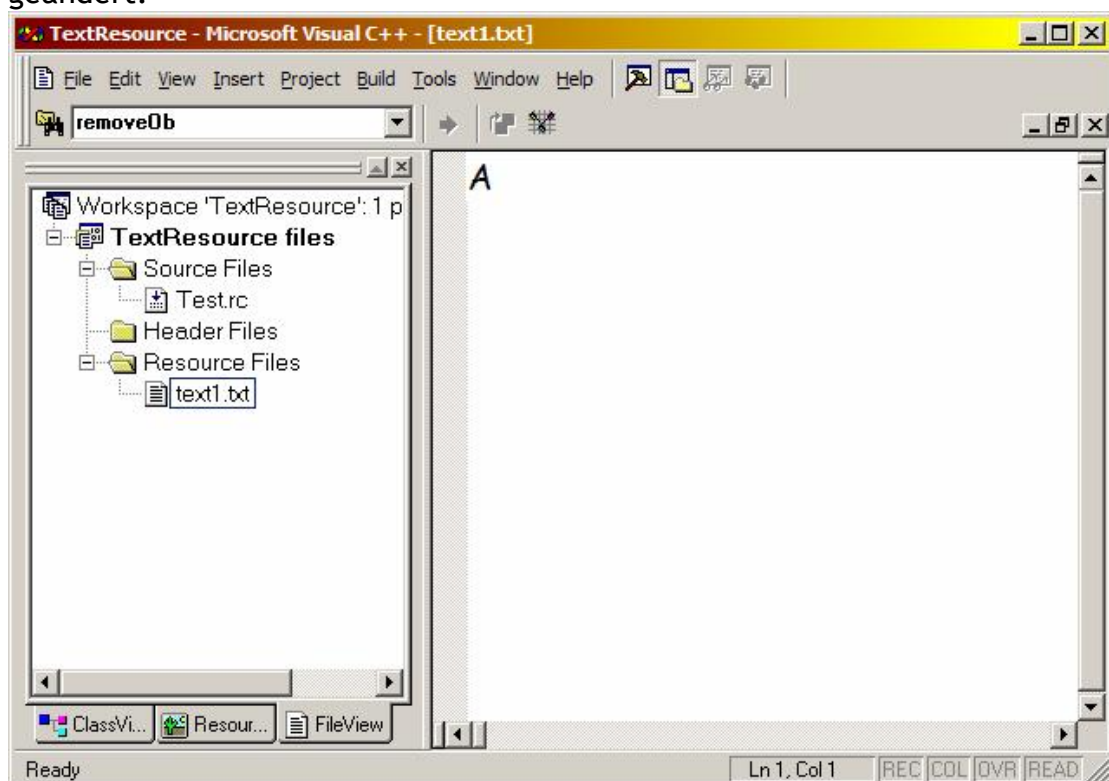 geändert.
TextResource - Microsoft Visual C++ - [text1.txt]
File Edit View Insert Project Build Tools Window Help
removeOb
Workspace 'TextResource': 1 p
TextResource files
Source Files
Test.rc
Header Files
Resource Files
text1.txt
A
ClassVi... Resour... FileView
Ready Ln 1, Col 1 REC COL OVR READ